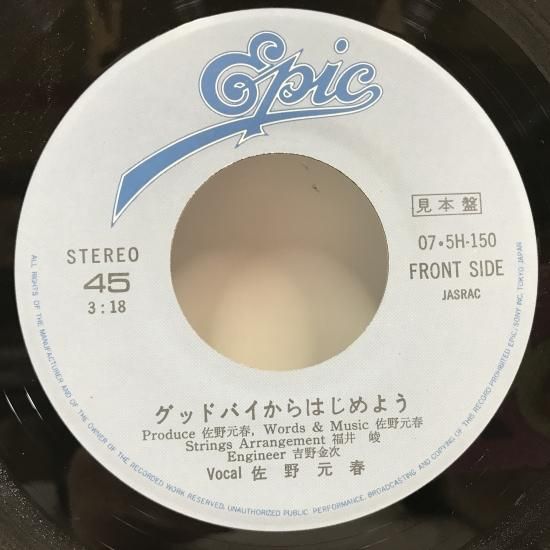 Epic
見本盤
STEREO
45
3:18
07・5H-150
FRONT SIDE
JASRAC
グッドバイからはじめよう
Produce 佐野元春, Words & Music 佐野元春
Strings Arrangement 福井 峻
Engineer 吉野金次
Vocal 佐野元春
ALL RIGHTS OF THE MANUFACTURER AND OF THE OWNER OF THE RECORDED WORK RESERVED. UNAUTHORIZED PUBLIC PERFORMANCE, BROADCASTING AND COPYING OF THIS RECORD PROHIBITED EPIC/SONY INC. TOKYO JAPAN